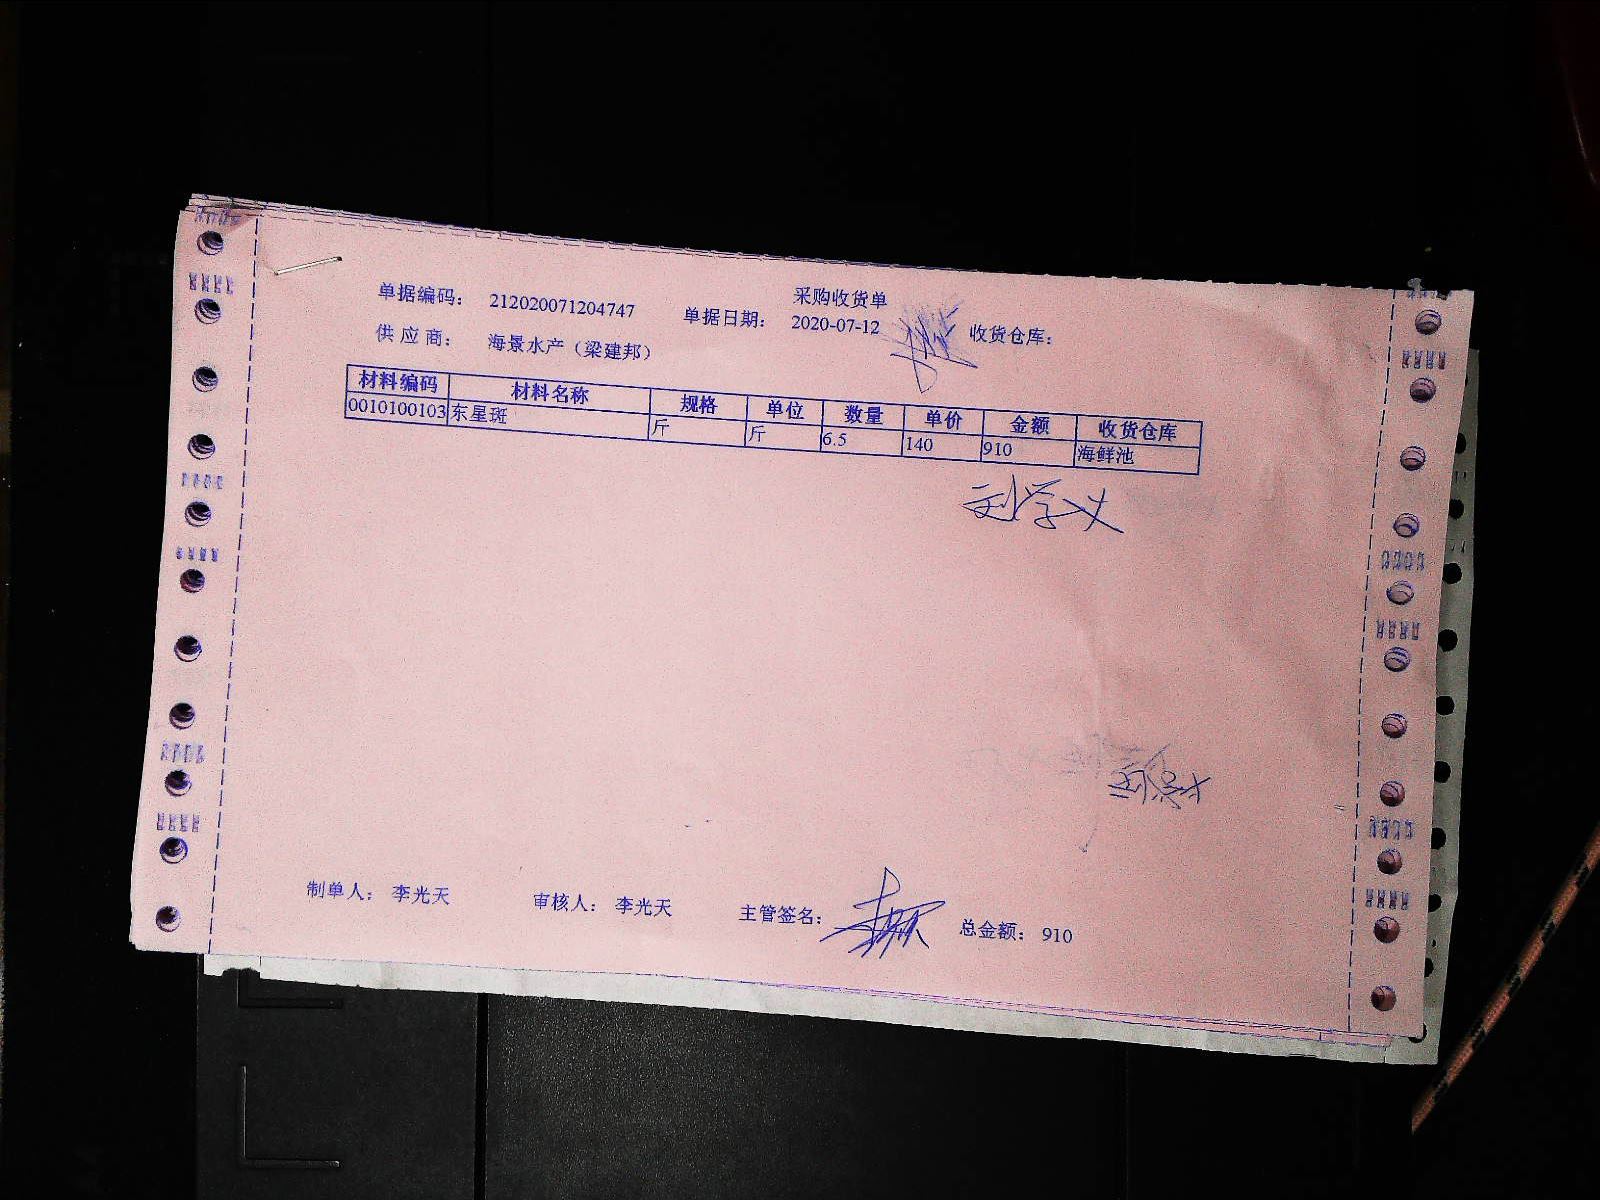 采购收货单
单据编码： 212020071204747 单据日期： 2020-07-12 收货仓库：
供应商： 海景水产（梁建邦）
材料编码 材料名称 规格 单位 数量 单价 金额 收货仓库
0010100103 东星斑 斤 斤 6.5 140 910 海鲜池
刘学义
制单人： 李光天 审核人： 李光天 主管签名： 总金额： 910